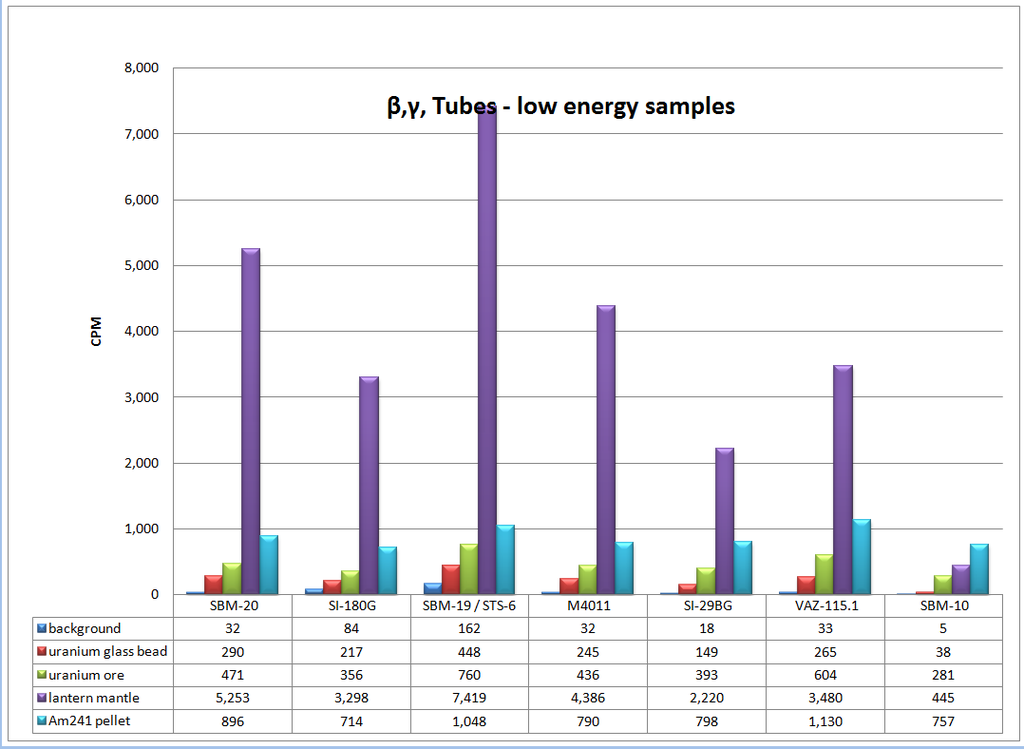 β,γ, Tubes - low energy samples
8,000
7,000
6,000
5,000
4,000
3,000
2,000
1,000
0
CPM
SBM-20 SI-180G SBM-19 / STS-6 M4011 SI-29BG VAZ-115.1 SBM-10
background 32 84 162 32 18 33 5
uranium glass bead 290 217 448 245 149 265 38
uranium ore 471 356 760 436 393 604 281
lantern mantle 5,253 3,298 7,419 4,386 2,220 3,480 445
Am241 pellet 896 714 1,048 790 798 1,130 757